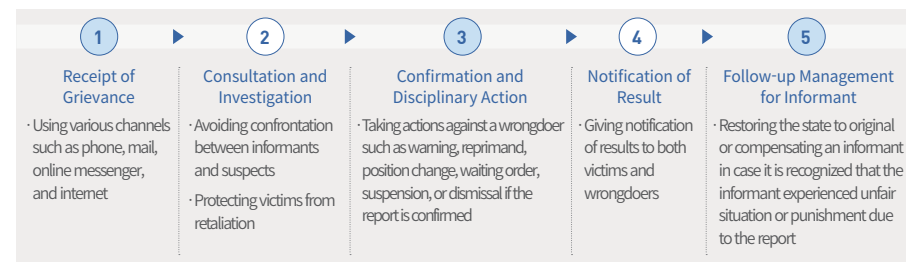 1
2
3
4
5
Receipt of
Grievance
· Using various channels
such as phone, mail,
online messenger,
and internet
Consultation and
Investigation
· Avoiding confrontation
between informants
and suspects
· Protecting victims from
retaliation
Confirmation and
Disciplinary Action
· Taking actions against a wrongdoer
such as warning, reprimand,
position change, waiting order,
suspension, or dismissal if the
report is confirmed
Notification of
Result
· Giving notification
of results to both
victims and
wrongdoers
Follow-up Management
for Informant
· Restoring the state to original
or compensating an informant
in case it is recognized that the
informant experienced unfair
situation or punishment due
to the report